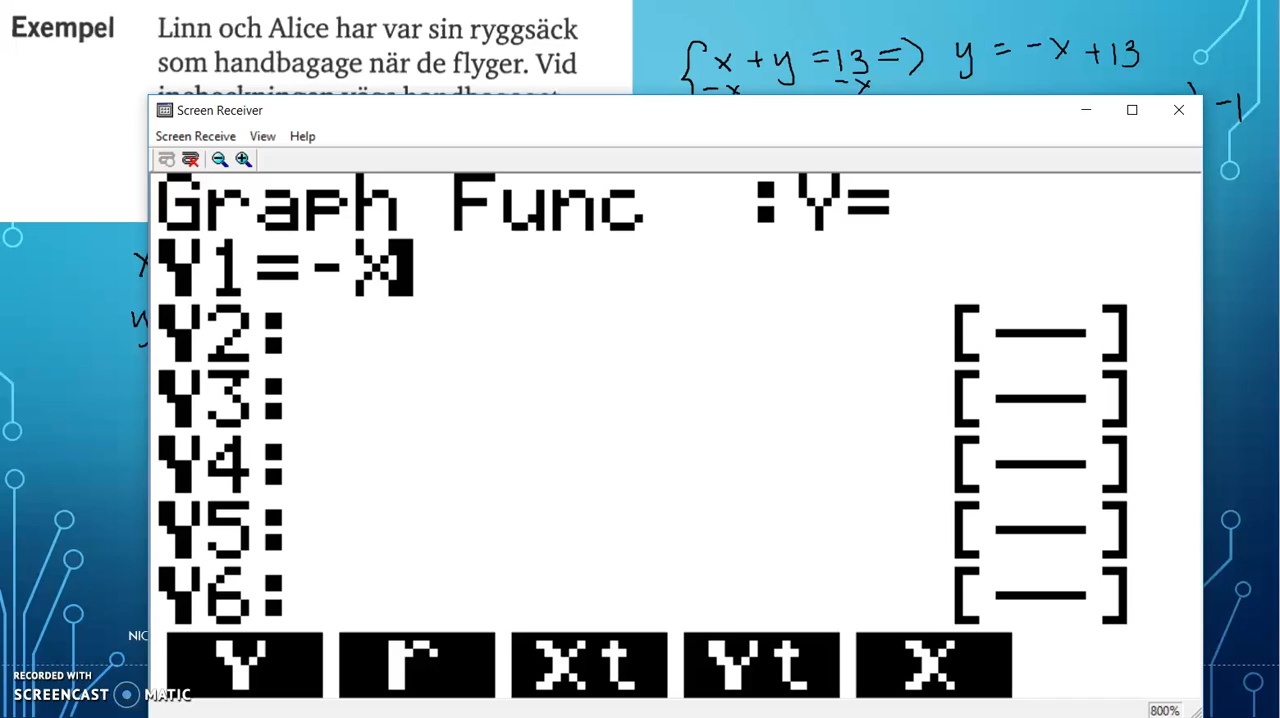 Exempel Linn och Alice har var sin ryggsäck
som handbagage när de flyger. Vid
x + y = 13 => y = -x + 13
-x -x
-1
Screen Receiver
Screen Receive View Help
Graph Func :Y=
Y1=-X
Y2: [—]
Y3: [—]
Y4: [—]
Y5: [—]
Y6: [—]
Y r Xt Yt X
NIC
RECORDED WITH
SCREENCAST MATIC
800%